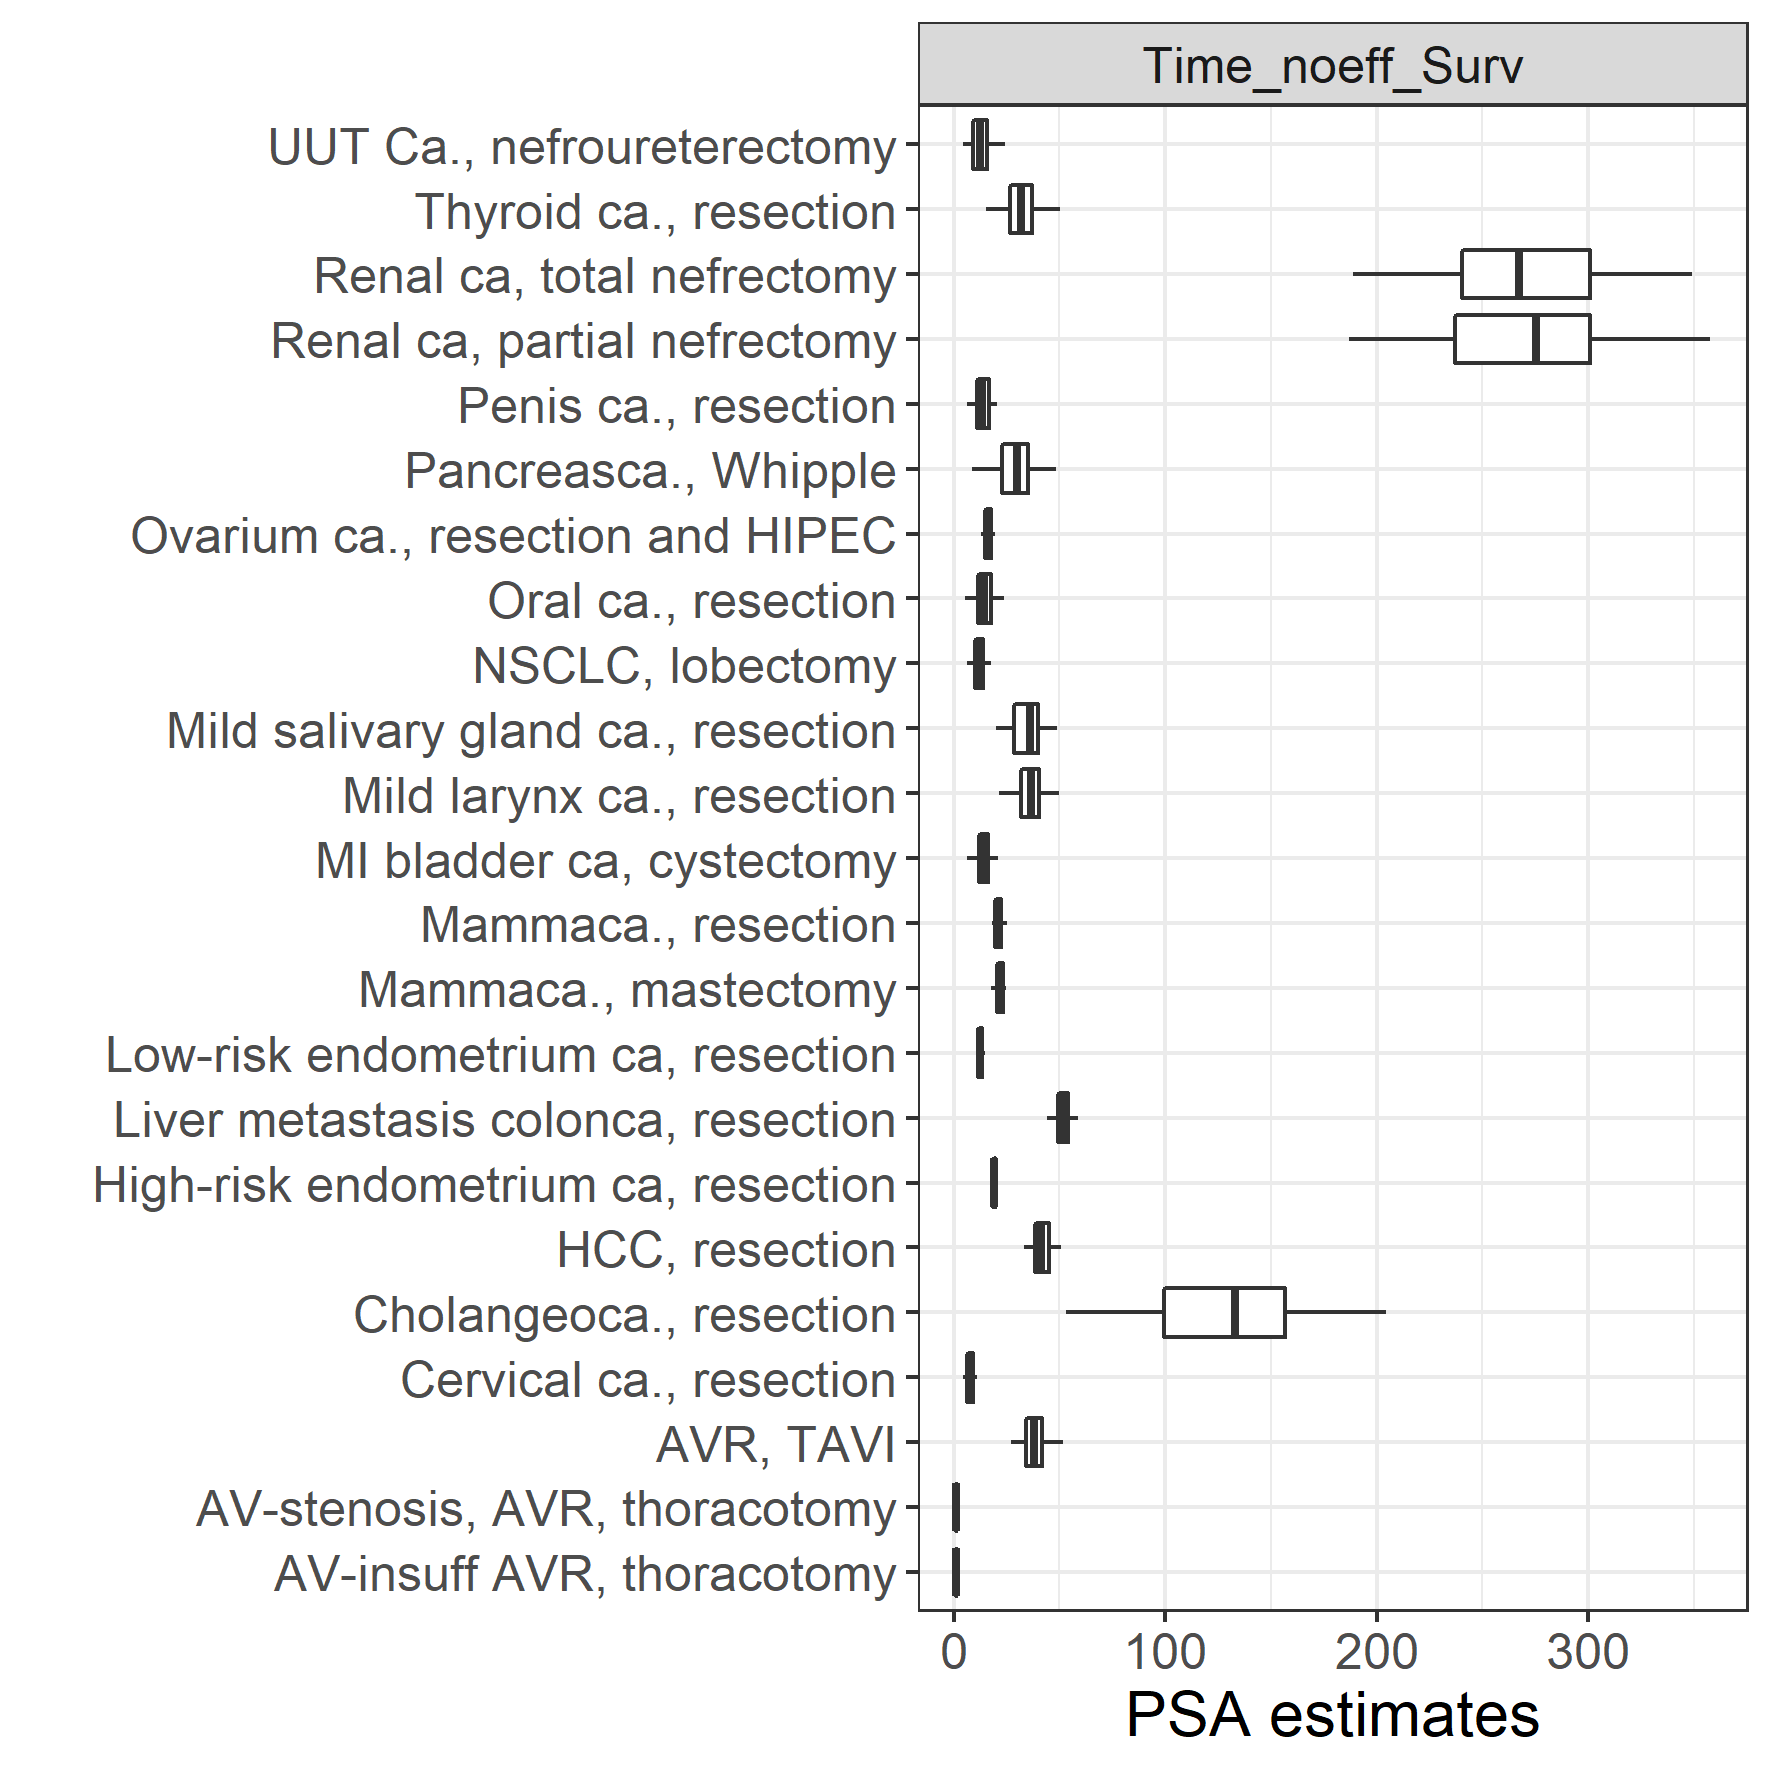 Time_noeff_Surv
UUT Ca., nefroureterectomy
Thyroid ca., resection
Renal ca, total nefrectomy
Renal ca, partial nefrectomy
Penis ca., resection
Pancreasca., Whipple
Ovarium ca., resection and HIPEC
Oral ca., resection
NSCLC, lobectomy
Mild salivary gland ca., resection
Mild larynx ca., resection
MI bladder ca, cystectomy
Mammaca., resection
Mammaca., mastectomy
Low-risk endometrium ca, resection
Liver metastasis colonca, resection
High-risk endometrium ca, resection
HCC, resection
Cholangeoca., resection
Cervical ca., resection
AVR, TAVI
AV-stenosis, AVR, thoracotomy
AV-insuff AVR, thoracotomy
0 100 200 300
PSA estimates